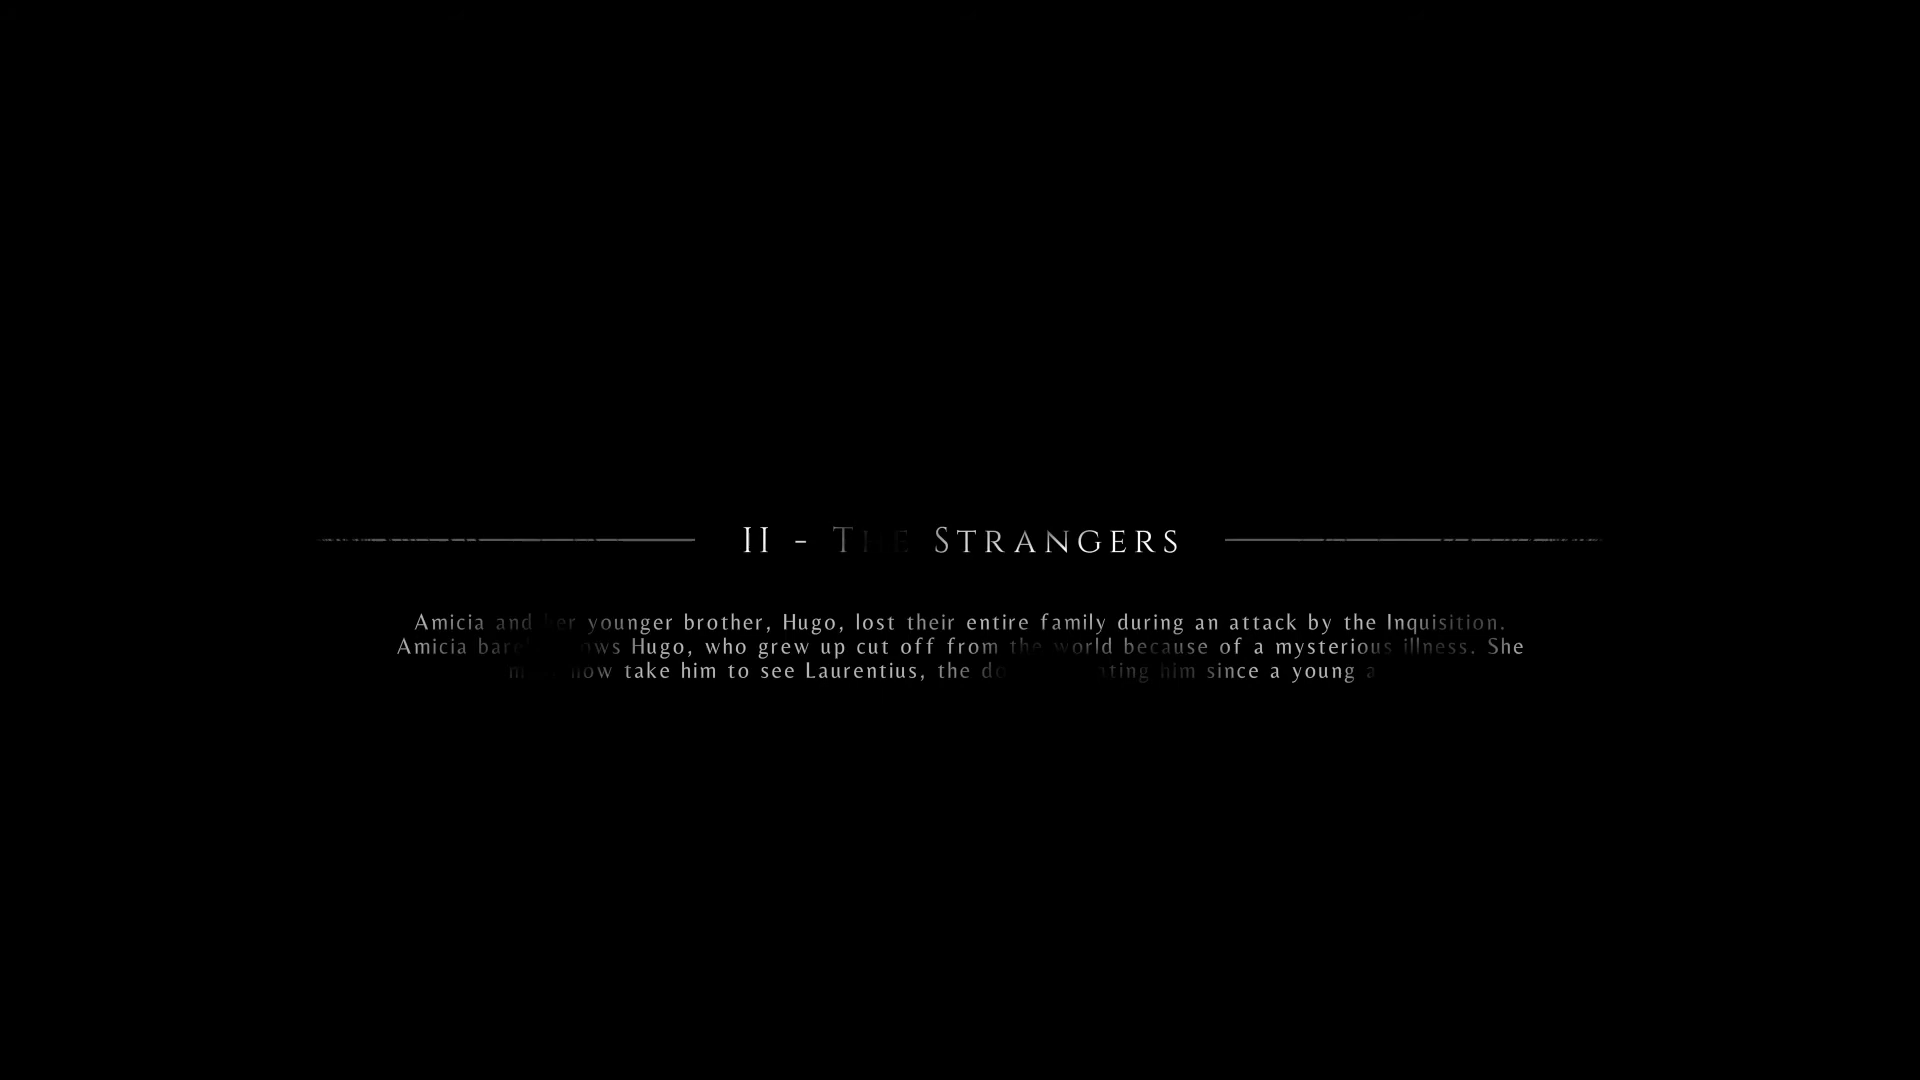 II - The Strangers
Amicia and her younger brother, Hugo, lost their entire family during an attack by the Inquisition.
Amicia Hugo, who grew up cut off from the world because of a mysterious illness. She
now take him to see Laurentius, the him since a young